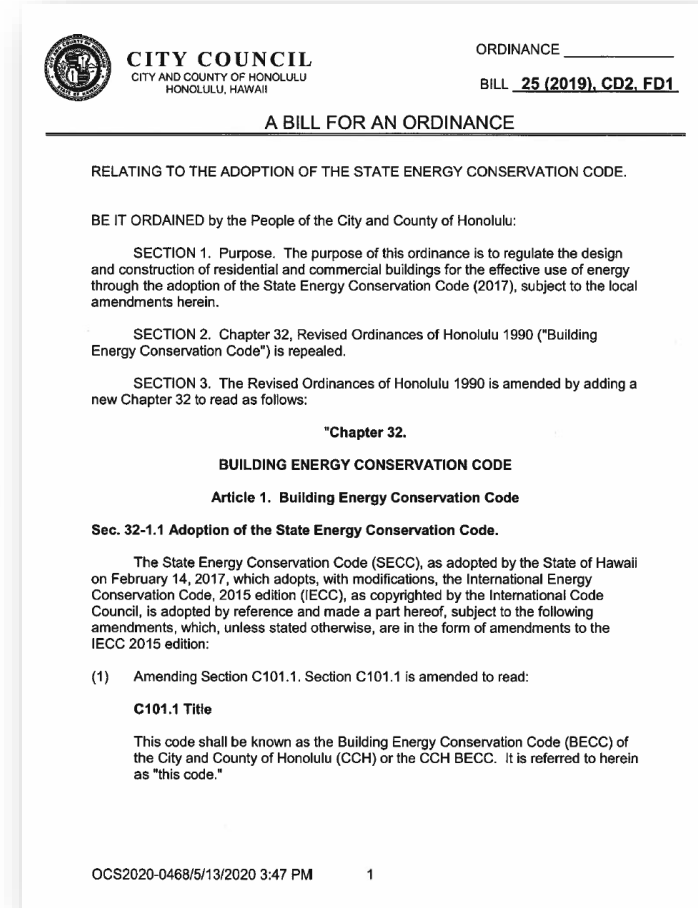 CITY COUNCIL
CITY AND COUNTY OF HONOLULU
HONOLULU, HAWAII
ORDINANCE ____________
BILL 25 (2019), CD2, FD1
A BILL FOR AN ORDINANCE
RELATING TO THE ADOPTION OF THE STATE ENERGY CONSERVATION CODE.
BE IT ORDAINED by the People of the City and County of Honolulu:
SECTION 1. Purpose. The purpose of this ordinance is to regulate the design
and construction of residential and commercial buildings for the effective use of energy
through the adoption of the State Energy Conservation Code (2017), subject to the local
amendments herein.
SECTION 2. Chapter 32, Revised Ordinances of Honolulu 1990 ("Building
Energy Conservation Code") is repealed.
SECTION 3. The Revised Ordinances of Honolulu 1990 is amended by adding a
new Chapter 32 to read as follows:
"Chapter 32.
BUILDING ENERGY CONSERVATION CODE
Article 1. Building Energy Conservation Code
Sec. 32-1.1 Adoption of the State Energy Conservation Code.
The State Energy Conservation Code (SECC), as adopted by the State of Hawaii
on February 14, 2017, which adopts, with modifications, the International Energy
Conservation Code, 2015 edition (IECC), as copyrighted by the International Code
Council, is adopted by reference and made a part hereof, subject to the following
amendments, which, unless stated otherwise, are in the form of amendments to the
IECC 2015 edition:
(1) Amending Section C101.1. Section C101.1 is amended to read:
C101.1 Title
This code shall be known as the Building Energy Conservation Code (BECC) of
the City and County of Honolulu (CCH) or the CCH BECC. It is referred to herein
as "this code."
OCS2020-0468/5/13/2020 3:47 PM 1